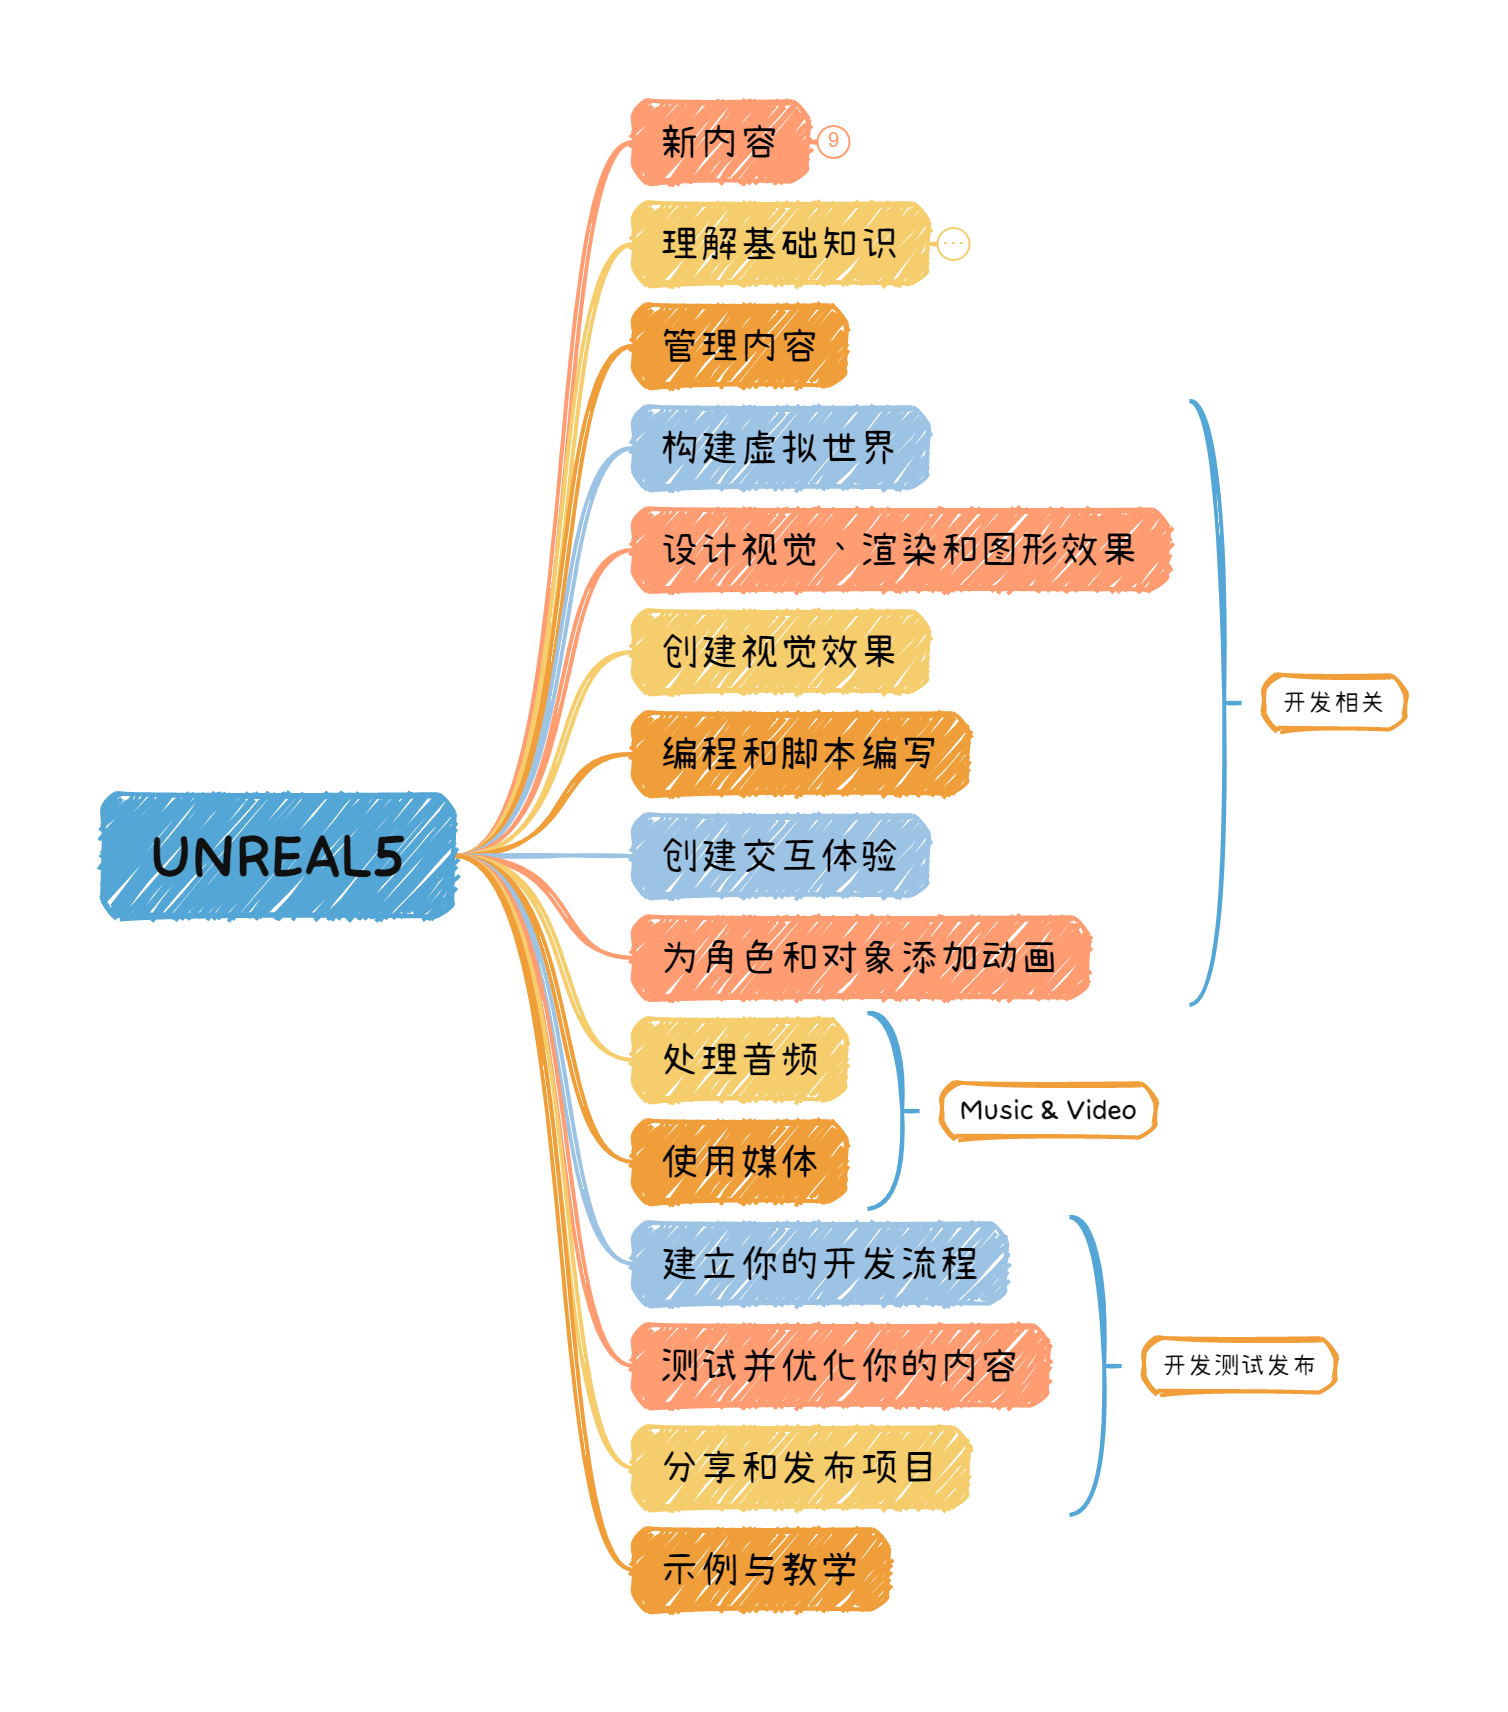 新内容
9
理解基础知识
...
管理内容
构建虚拟世界
设计视觉、渲染和图形效果
创建视觉效果
编程和脚本编写
创建交互体验
为角色和对象添加动画
开发相关
UNREAL5
处理音频
使用媒体
Music & Video
建立你的开发流程
测试并优化你的内容
分享和发布项目
开发测试发布
示例与教学